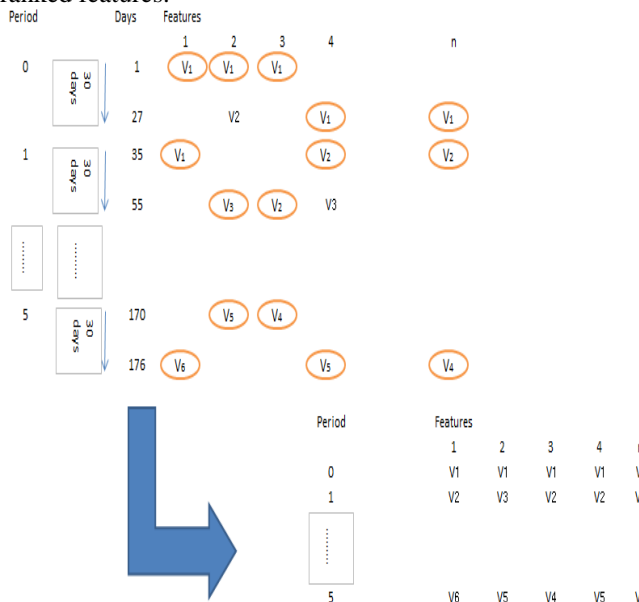 ranked features.
Period Days Features
1 2 3 4 n
0 30 days 1 V1 V1 V1
27 V2 V1 V1
1 30 days 35 V1 V2 V2
55 V3 V2 V3
........ ........
5 30 days 170 V5 V4
176 V6 V5 V4
Period Features
1 2 3 4
0 V1 V1 V1 V1
1 V2 V3 V2 V2
........
5 V6 V5 V4 V5